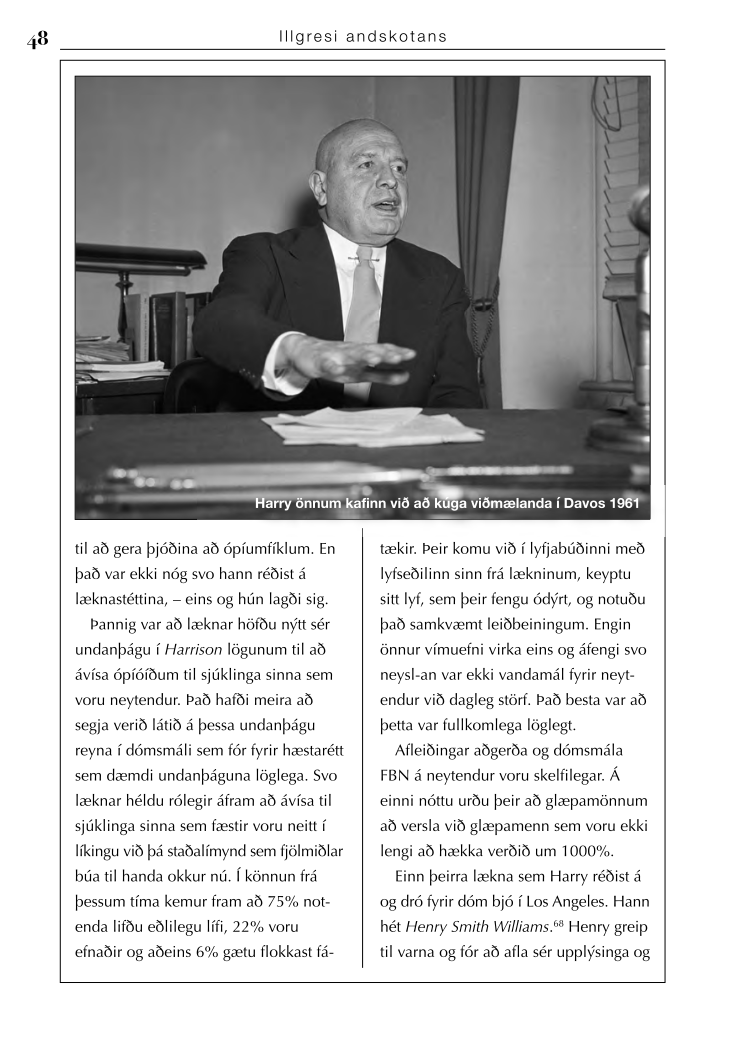 48
Illgresi andskotans
Harry önnum kafinn við að kúga viðmælanda í Davos 1961
til að gera þjóðina að ópíumfíklum. En
það var ekki nóg svo hann réðist á
læknastéttina, – eins og hún lagði sig.
Þannig var að læknar höfðu nýtt sér
undanþágu í Harrison lögunum til að
ávísa ópíóíðum til sjúklinga sinna sem
voru neytendur. Það hafði meira að
segja verið látið á þessa undanþágu
reyna í dómsmáli sem fór fyrir hæstarétt
sem dæmdi undanþáguna löglega. Svo
læknar héldu rólegir áfram að ávísa til
sjúklinga sinna sem fæstir voru neitt í
líkingu við þá staðalímynd sem fjölmiðlar
búa til handa okkur nú. Í könnun frá
þessum tíma kemur fram að 75% not-
enda lifðu eðlilegu lífi, 22% voru
efnaðir og aðeins 6% gætu flokkast fá-
tækir. Þeir komu við í lyfjabúðinni með
lyfseðilinn sinn frá lækninum, keyptu
sitt lyf, sem þeir fengu ódýrt, og notuðu
það samkvæmt leiðbeiningum. Engin
önnur vímuefni virka eins og áfengi svo
neysl-an var ekki vandamál fyrir neyt-
endur við dagleg störf. Það besta var að
þetta var fullkomlega löglegt.
Afleiðingar aðgerða og dómsmála
FBN á neytendur voru skelfilegar. Á
einni nóttu urðu þeir að glæpamönnum
að versla við glæpamenn sem voru ekki
lengi að hækka verðið um 1000%.
Einn þeirra lækna sem Harry réðist á
og dró fyrir dóm bjó í Los Angeles. Hann
hét Henry Smith Williams.68 Henry greip
til varna og fór að afla sér upplýsinga og